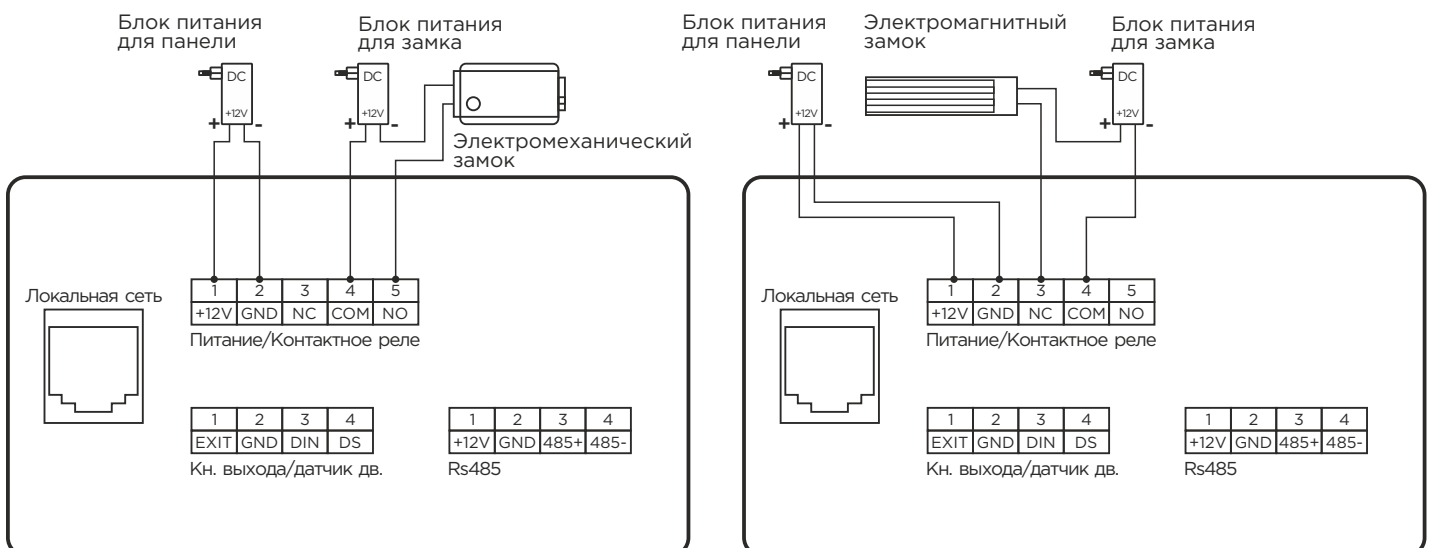 Блок питания
для панели
Блок питания
для замка
DC
+12V
+ -
DC
+12V
+ -
Электромеханический
замок
Локальная сеть
1 2 3 4 5
+12V GND NC COM NO
Питание/Контактное реле
1 2 3 4
EXIT GND DIN DS
Кн. выхода/датчик дв.
1 2 3 4
+12V GND 485+ 485-
Rs485
Блок питания
для панели
Электромагнитный
замок
Блок питания
для замка
DC
+12V
+ -
DC
+12V
+ -
Локальная сеть
1 2 3 4 5
+12V GND NC COM NO
Питание/Контактное реле
1 2 3 4
EXIT GND DIN DS
Кн. выхода/датчик дв.
1 2 3 4
+12V GND 485+ 485-
Rs485